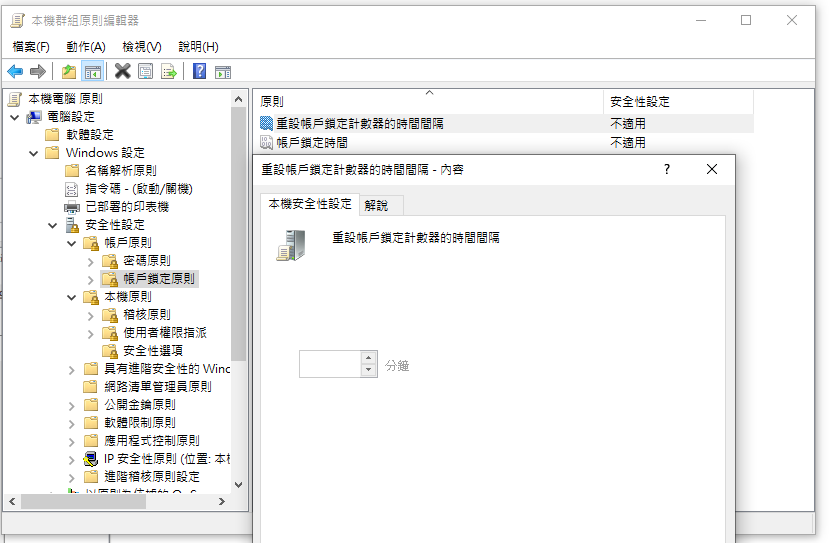 本機群組原則編輯器
檔案(F) 動作(A) 檢視(V) 說明(H)
本機電腦 原則
電腦設定
軟體設定
Windows 設定
名稱解析原則
指令碼 - (啟動/關機)
已部署的印表機
安全性設定
帳戶原則
密碼原則
帳戶鎖定原則
本機原則
稽核原則
使用者權限指派
安全性選項
具有進階安全性的 Winc
網路清單管理員原則
公開金鑰原則
軟體限制原則
應用程式控制原則
IP 安全性原則 (位置: 本機
進階稽核原則設定
原則 安全性設定
重設帳戶鎖定計數器的時間間隔 不適用
帳戶鎖定時間 不適用
重設帳戶鎖定計數器的時間間隔 - 內容
本機安全性設定 解說
重設帳戶鎖定計數器的時間間隔
分鐘